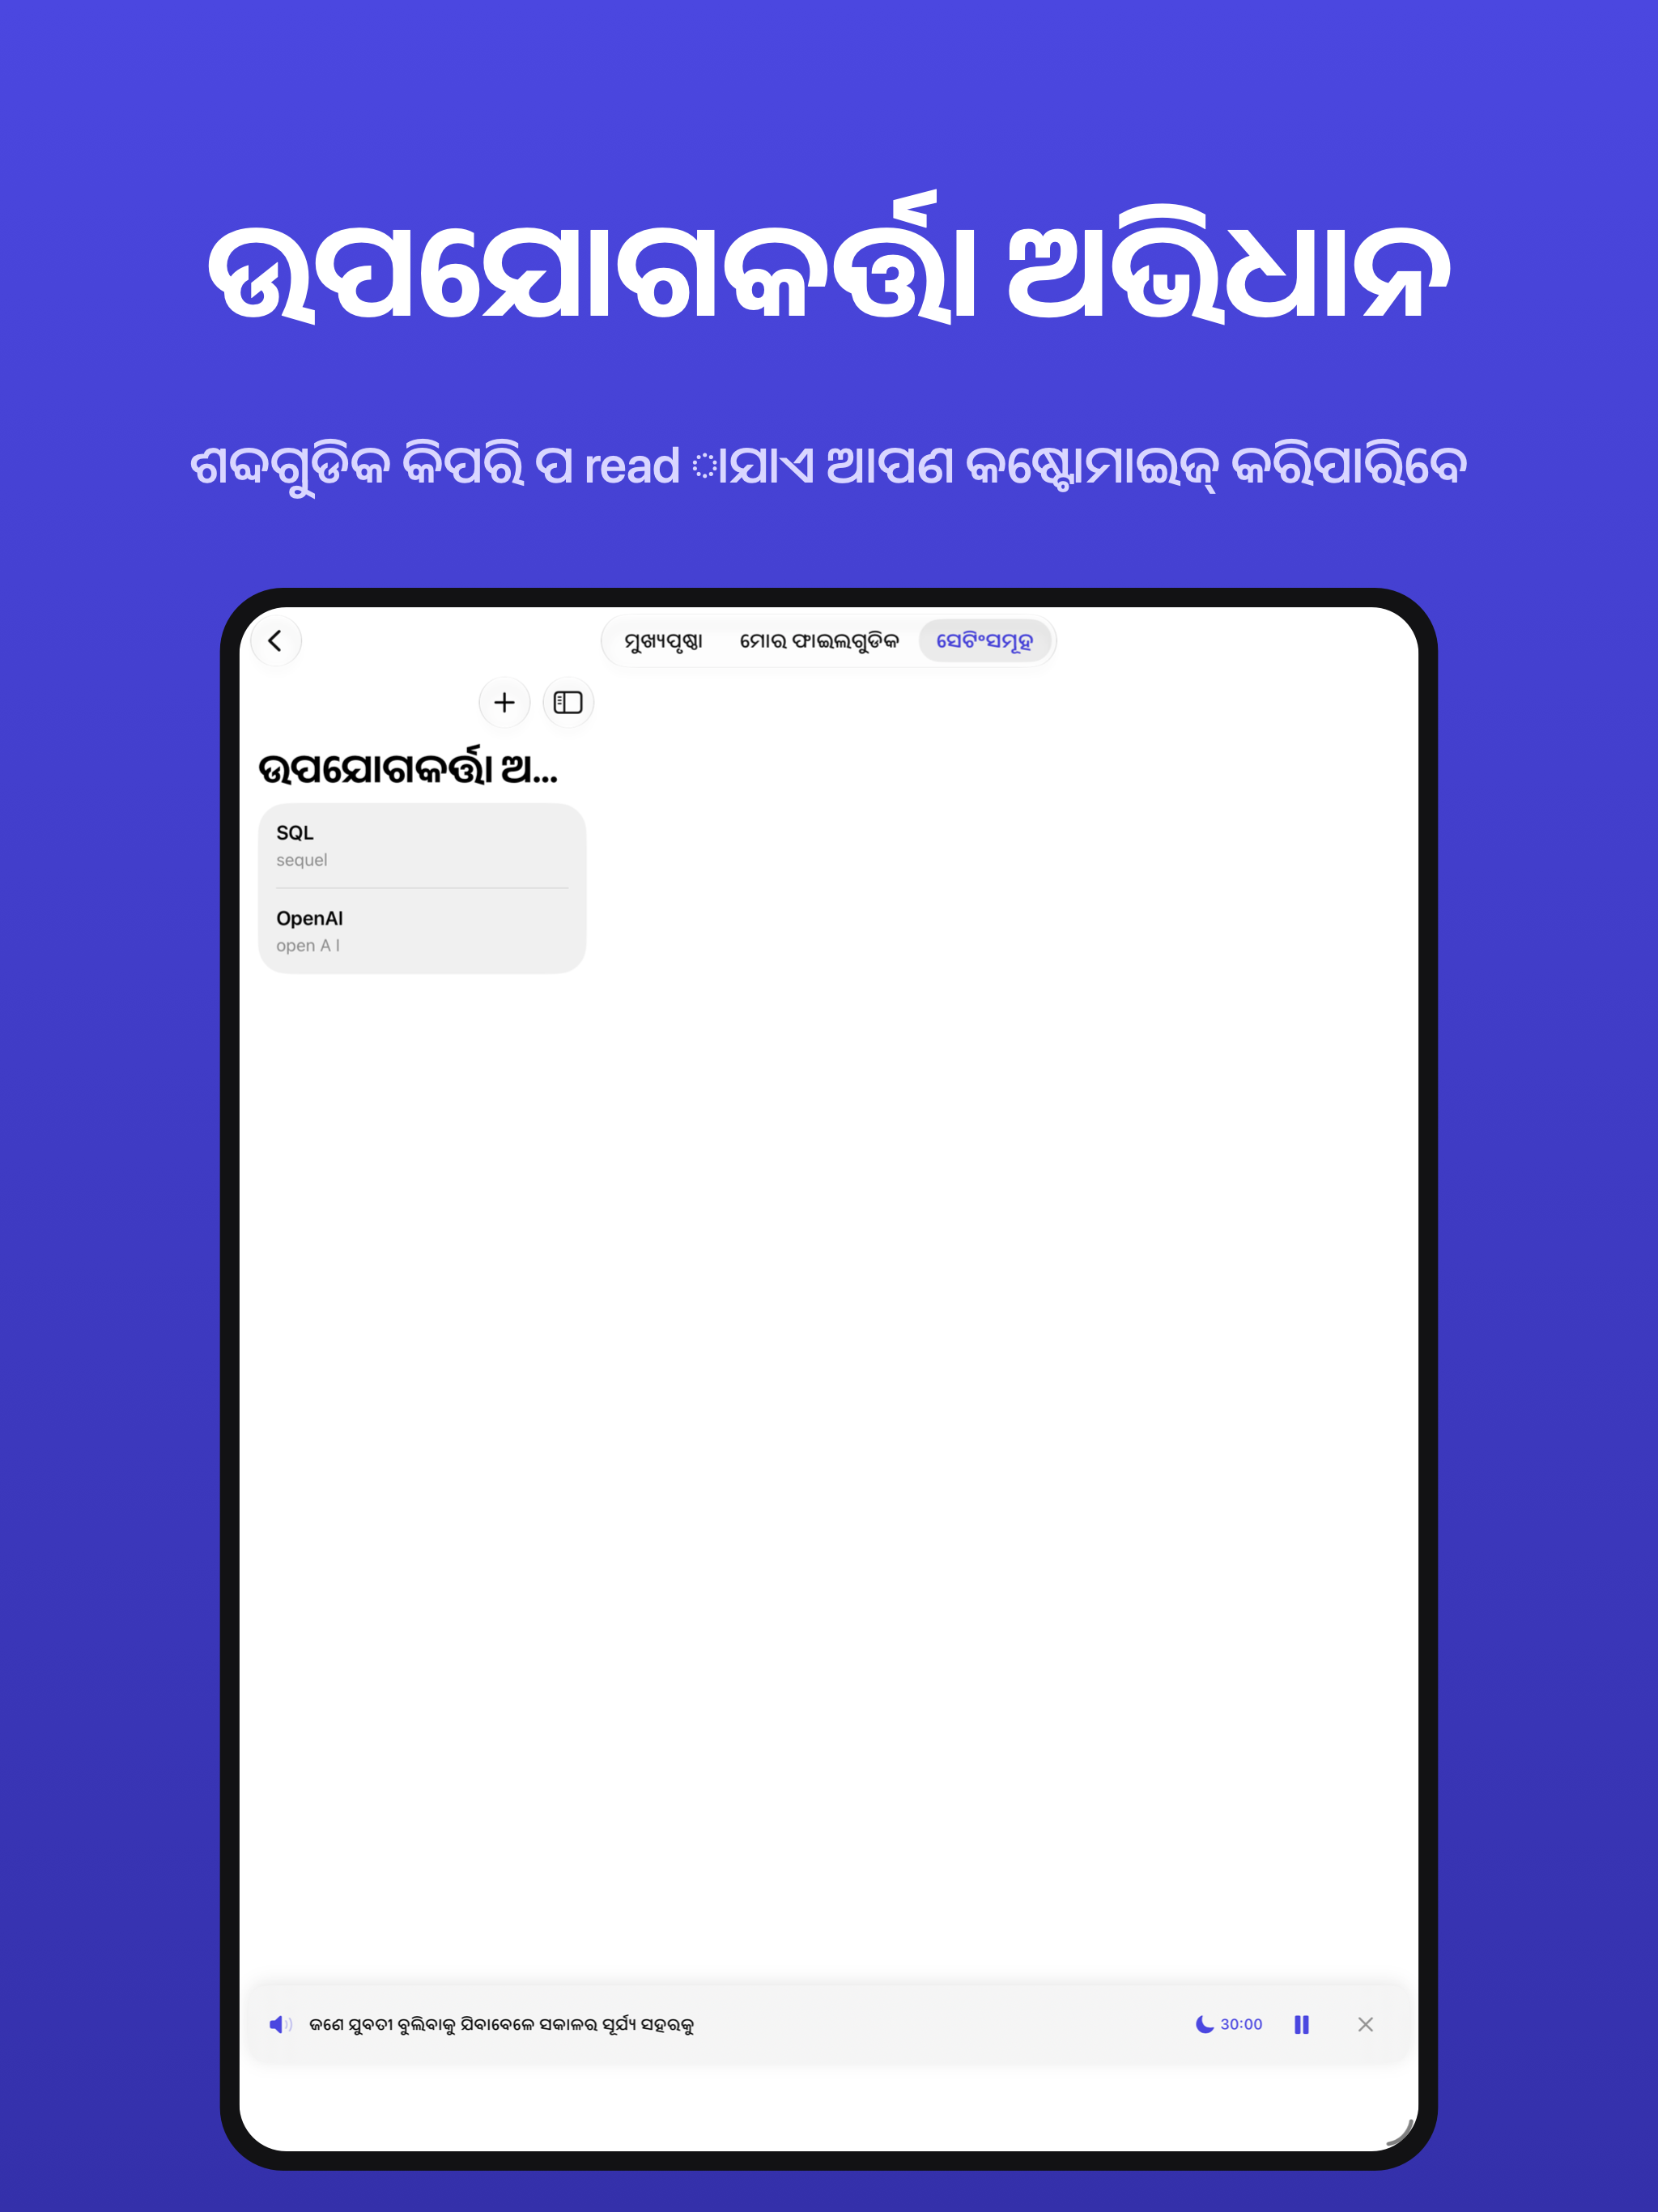 ଉପଯୋଗକର୍ତ୍ତା ଅଭିଧାନ
ଶବ୍ଦଗୁଡିକ କିପରି ପ read ାଯାଏ ଆପଣ କଷ୍ଟୋମାଇଜ୍ କରିପାରିବେ
ମୁଖ୍ୟପୃଷ୍ଠା ମୋର ଫାଇଲଗୁଡିକ ସେଟିଂସମୂହ
ଉପଯୋଗକର୍ତ୍ତା ଅ...
SQL
sequel
OpenAI
open A I
ଜଣେ ଯୁବତୀ ବୁଲିବାକୁ ଯିବାବେଳେ ସକାଳର ସୂର୍ଯ୍ୟ ସହରକୁ 30:00